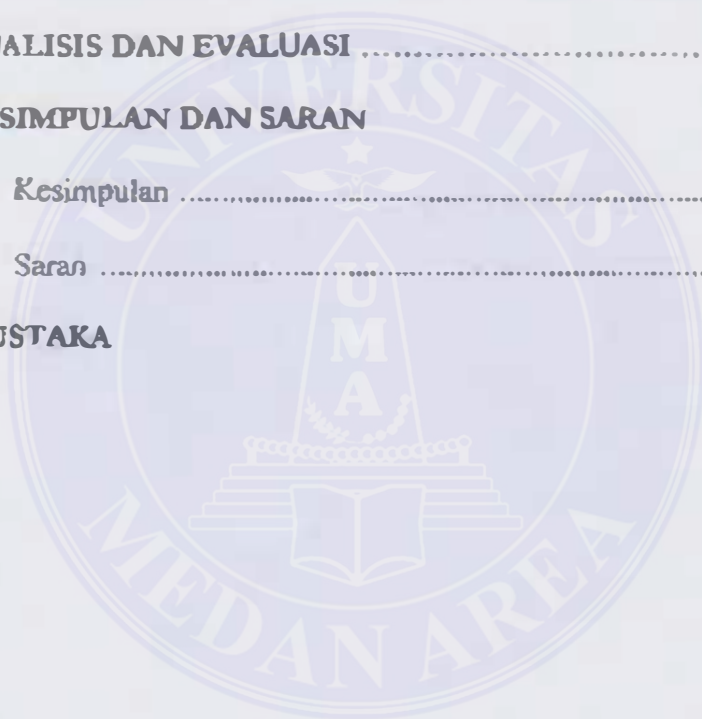 ALISIS DAN EVALUASI ........................................
SIMPULAN DAN SARAN
Kesimpulan ........................................................
Saran ........................................................
USTAKA
UNIVERSITAS
UMA
MEDAN AREA